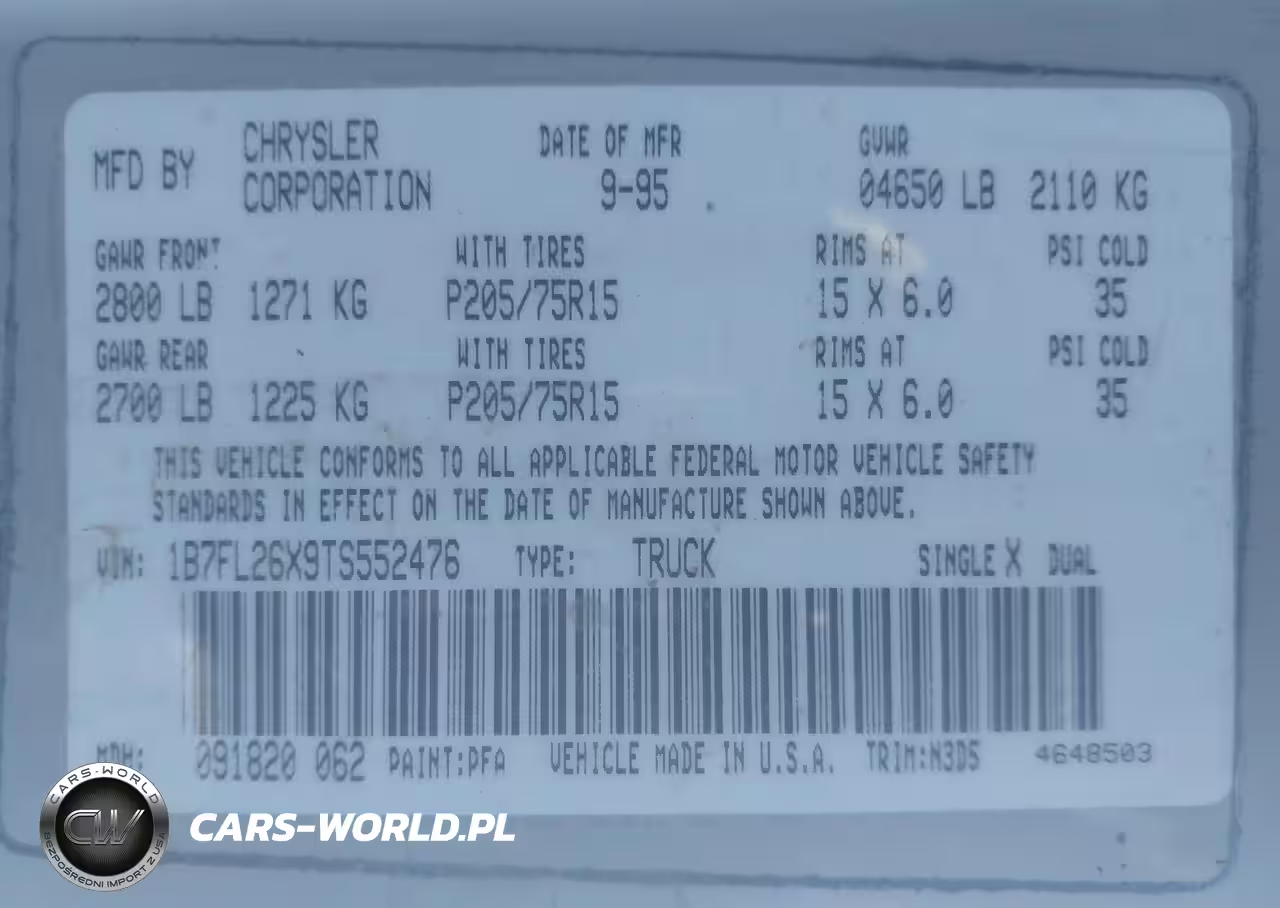 MFD BY CHRYSLER CORPORATION DATE OF MFR 9-95 GVWR 04650 LB 2110 KG
GAWR FRONT WITH TIRES RIMS AT PSI COLD
2800 LB 1271 KG P205/75R15 15 X 6.0 35
GAWR REAR WITH TIRES RIMS AT PSI COLD
2700 LB 1225 KG P205/75R15 15 X 6.0 35
THIS VEHICLE CONFORMS TO ALL APPLICABLE FEDERAL MOTOR VEHICLE SAFETY
STANDARDS IN EFFECT ON THE DATE OF MANUFACTURE SHOWN ABOVE.
VIN: 1B7FL26X9TS552476 TYPE: TRUCK SINGLE X DUAL
MDH: 091820 062 PAINT:PFA VEHICLE MADE IN U.S.A. TRIM:N3D5 4648503
CARS-WORLD
CW
BEZPOŚREDNI IMPORT Z USA
CARS-WORLD.PL